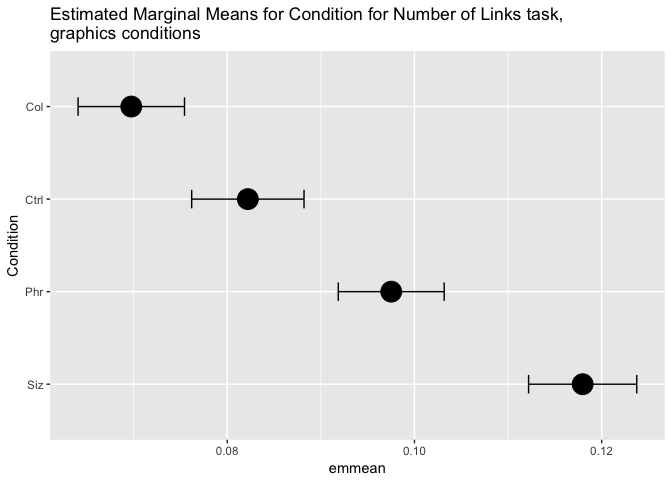 Estimated Marginal Means for Condition for Number of Links task,
graphics conditions
Condition
Col
Ctrl
Phr
Siz
0.08
0.10
0.12
emmean